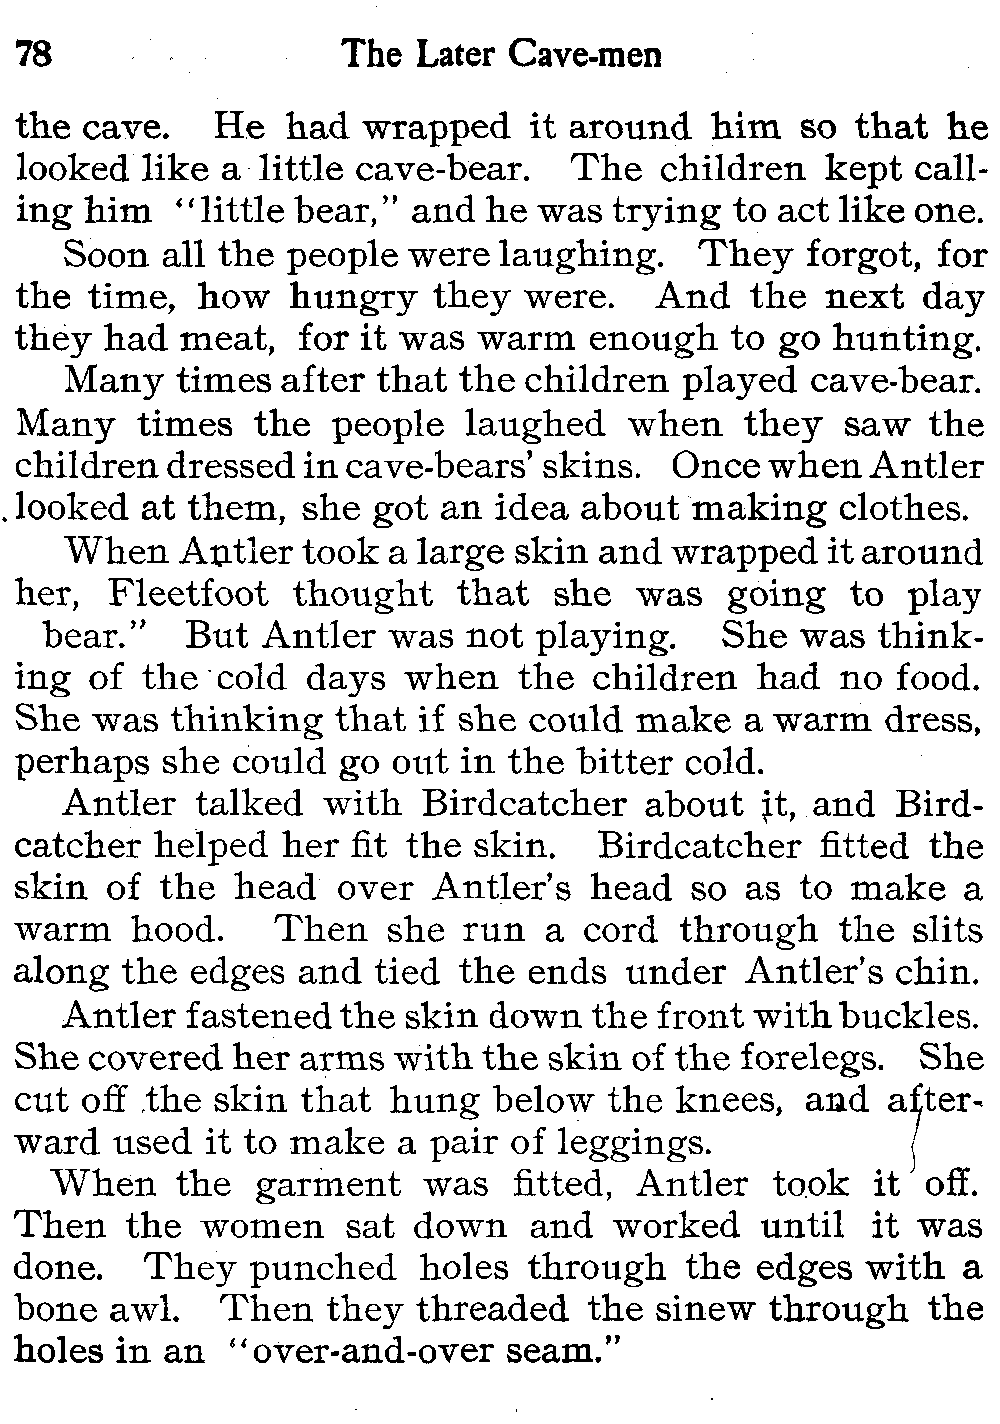 78 The Later Cave-men
the cave. He had wrapped it around him so that he
looked like a little cave-bear. The children kept call-
ing him "little bear," and he was trying to act like one.
Soon all the people were laughing. They forgot, for
the time, how hungry they were. And the next day
they had meat, for it was warm enough to go hunting.
Many times after that the children played cave-bear.
Many times the people laughed when they saw the
children dressed in cave-bears' skins. Once when Antler
looked at them, she got an idea about making clothes.
When Antler took a large skin and wrapped it around
her, Fleetfoot thought that she was going to play
bear." But Antler was not playing. She was think-
ing of the cold days when the children had no food.
She was thinking that if she could make a warm dress,
perhaps she could go out in the bitter cold.
Antler talked with Birdcatcher about it, and Bird-
catcher helped her fit the skin. Birdcatcher fitted the
skin of the head over Antler's head so as to make a
warm hood. Then she run a cord through the slits
along the edges and tied the ends under Antler's chin.
Antler fastened the skin down the front with buckles.
She covered her arms with the skin of the forelegs. She
cut off the skin that hung below the knees, and after-
ward used it to make a pair of leggings.
When the garment was fitted, Antler took it off.
Then the women sat down and worked until it was
done. They punched holes through the edges with a
bone awl. Then they threaded the sinew through the
holes in an "over-and-over seam."